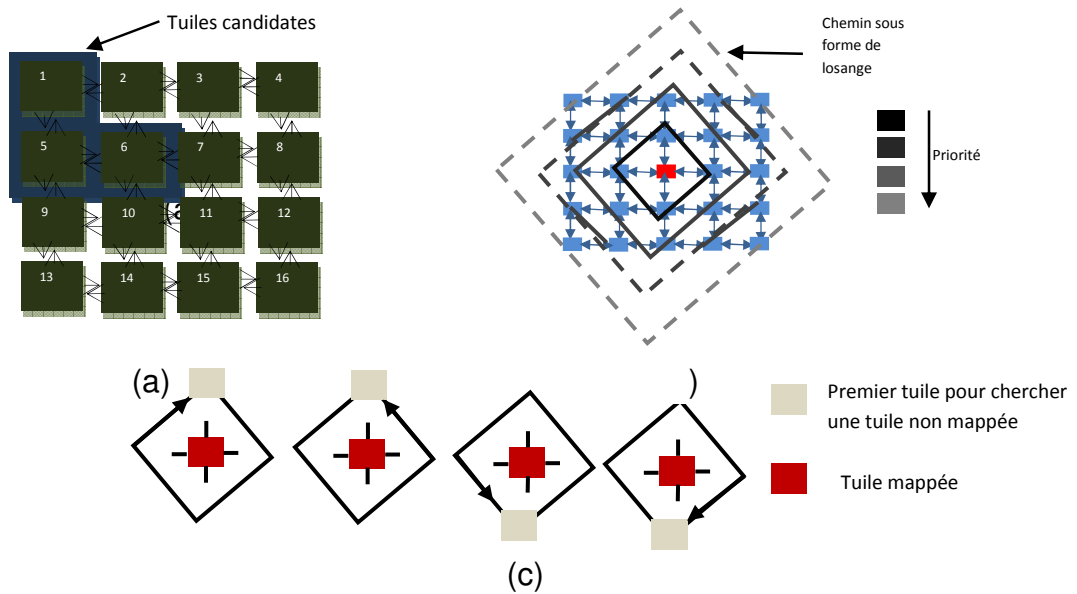 Tuiles candidates
1 2 3 4
5 6 7 8
9 10 11 12
13 14 15 16
Chemin sous
forme de
losange
Priorité
(a)
)
Premier tuile pour chercher
une tuile non mappée
Tuile mappée
(c)